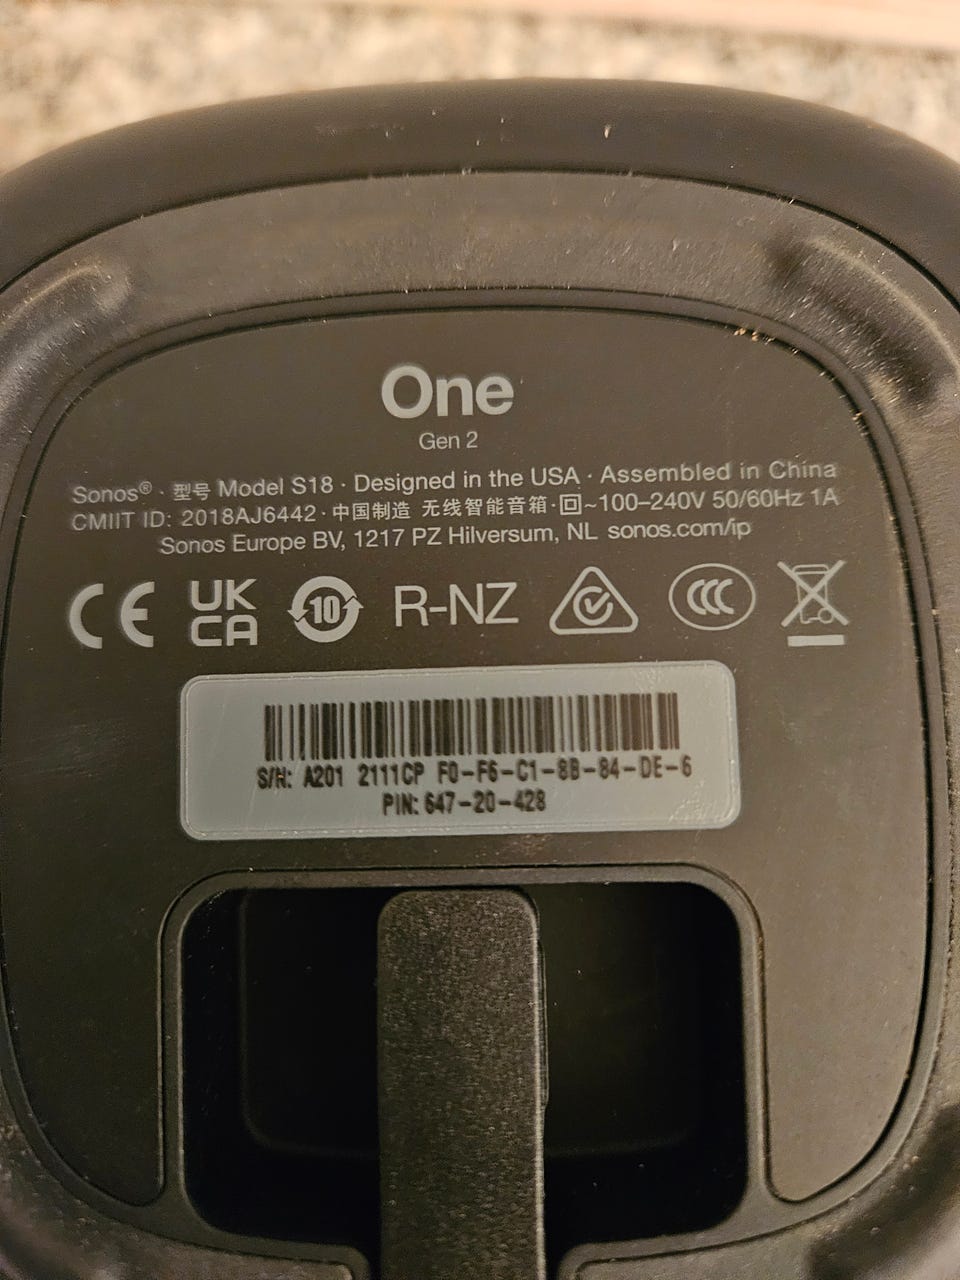 One
Gen 2
Sonos® · 型号 Model S18 · Designed in the USA · Assembled in China
CMIIT ID: 2018AJ6442 · 中国制造 无线智能音箱 · ~100–240V 50/60Hz 1A
Sonos Europe BV, 1217 PZ Hilversum, NL sonos.com/ip
CE UK CA 10 R-NZ CCC
S/N: A201 2111CP F0-F6-C1-8B-84-DE-6
PIN: 647-20-428